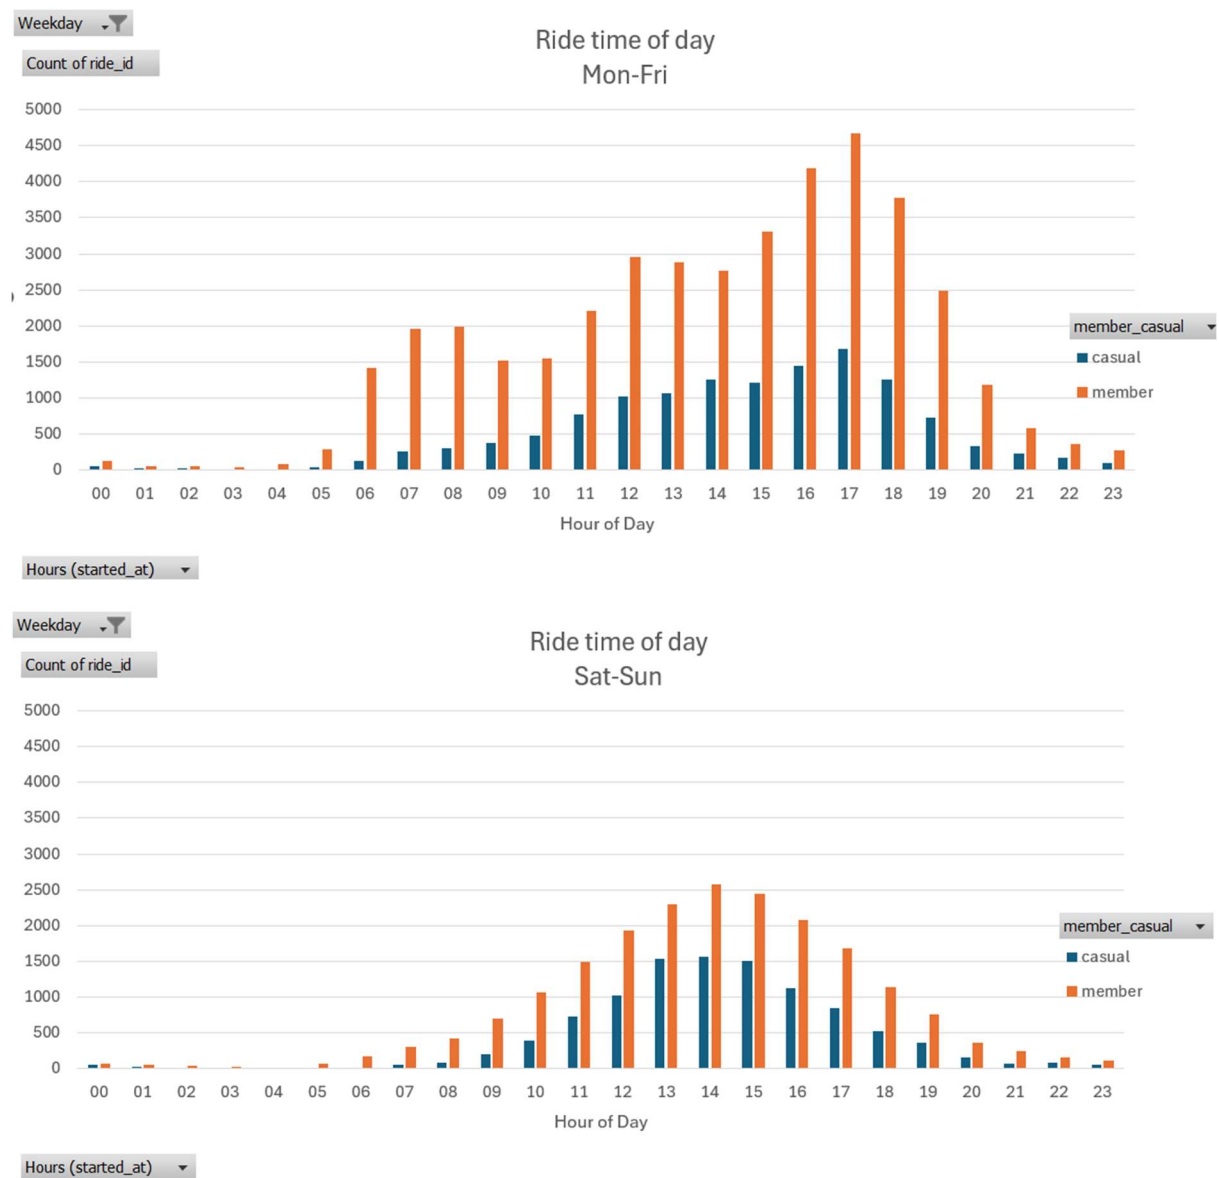 Weekday
Count of ride_id
Ride time of day
Mon-Fri
5000
4500
4000
3500
3000
2500
2000
1500
1000
500
0
member_casual
casual
member
00 01 02 03 04 05 06 07 08 09 10 11 12 13 14 15 16 17 18 19 20 21 22 23
Hour of Day
Hours (started_at)
Weekday
Count of ride_id
Ride time of day
Sat-Sun
5000
4500
4000
3500
3000
2500
2000
1500
1000
500
0
member_casual
casual
member
00 01 02 03 04 05 06 07 08 09 10 11 12 13 14 15 16 17 18 19 20 21 22 23
Hour of Day
Hours (started_at)